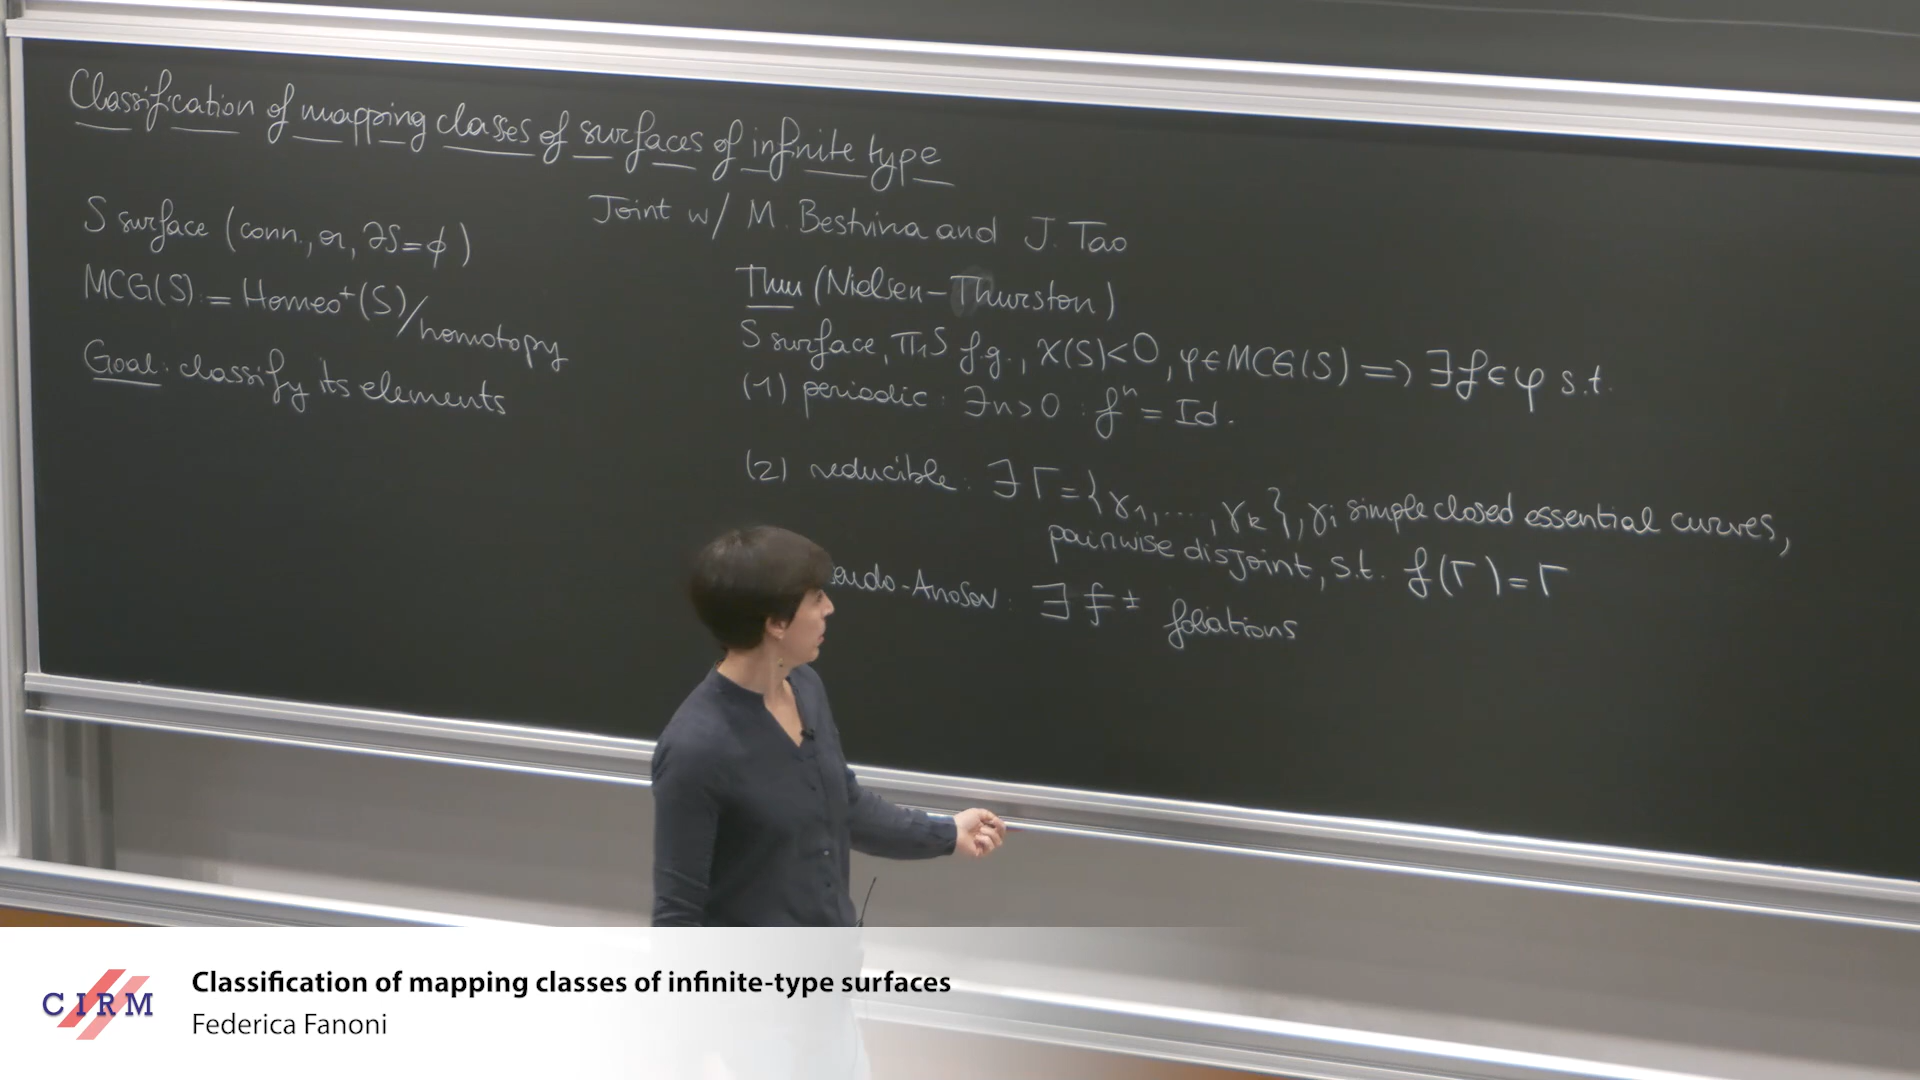 Classification of mapping classes of surfaces of infinite type
Joint w/ M. Bestvina and J. Tao
S surface (conn., or, ∂S=ϕ)
MCG(S) := Homeo⁺(S)/homotopy
Goal: classify its elements
Thm (Nielsen-Thurston)
S surface, π₁S f.g., χ(S)<0, φ∈MCG(S) => ∃f∈φ s.t.
(1) periodic: ∃n>0 : fⁿ = Id.
(2) reducible: ∃ Γ={γ₁,...,γₖ}, γᵢ simple closed essential curves,
pairwise disjoint, s.t. f(Γ)=Γ
eudo-Anosov: ∃ F± foliations
CIRM
Classification of mapping classes of infinite-type surfaces
Federica Fanoni